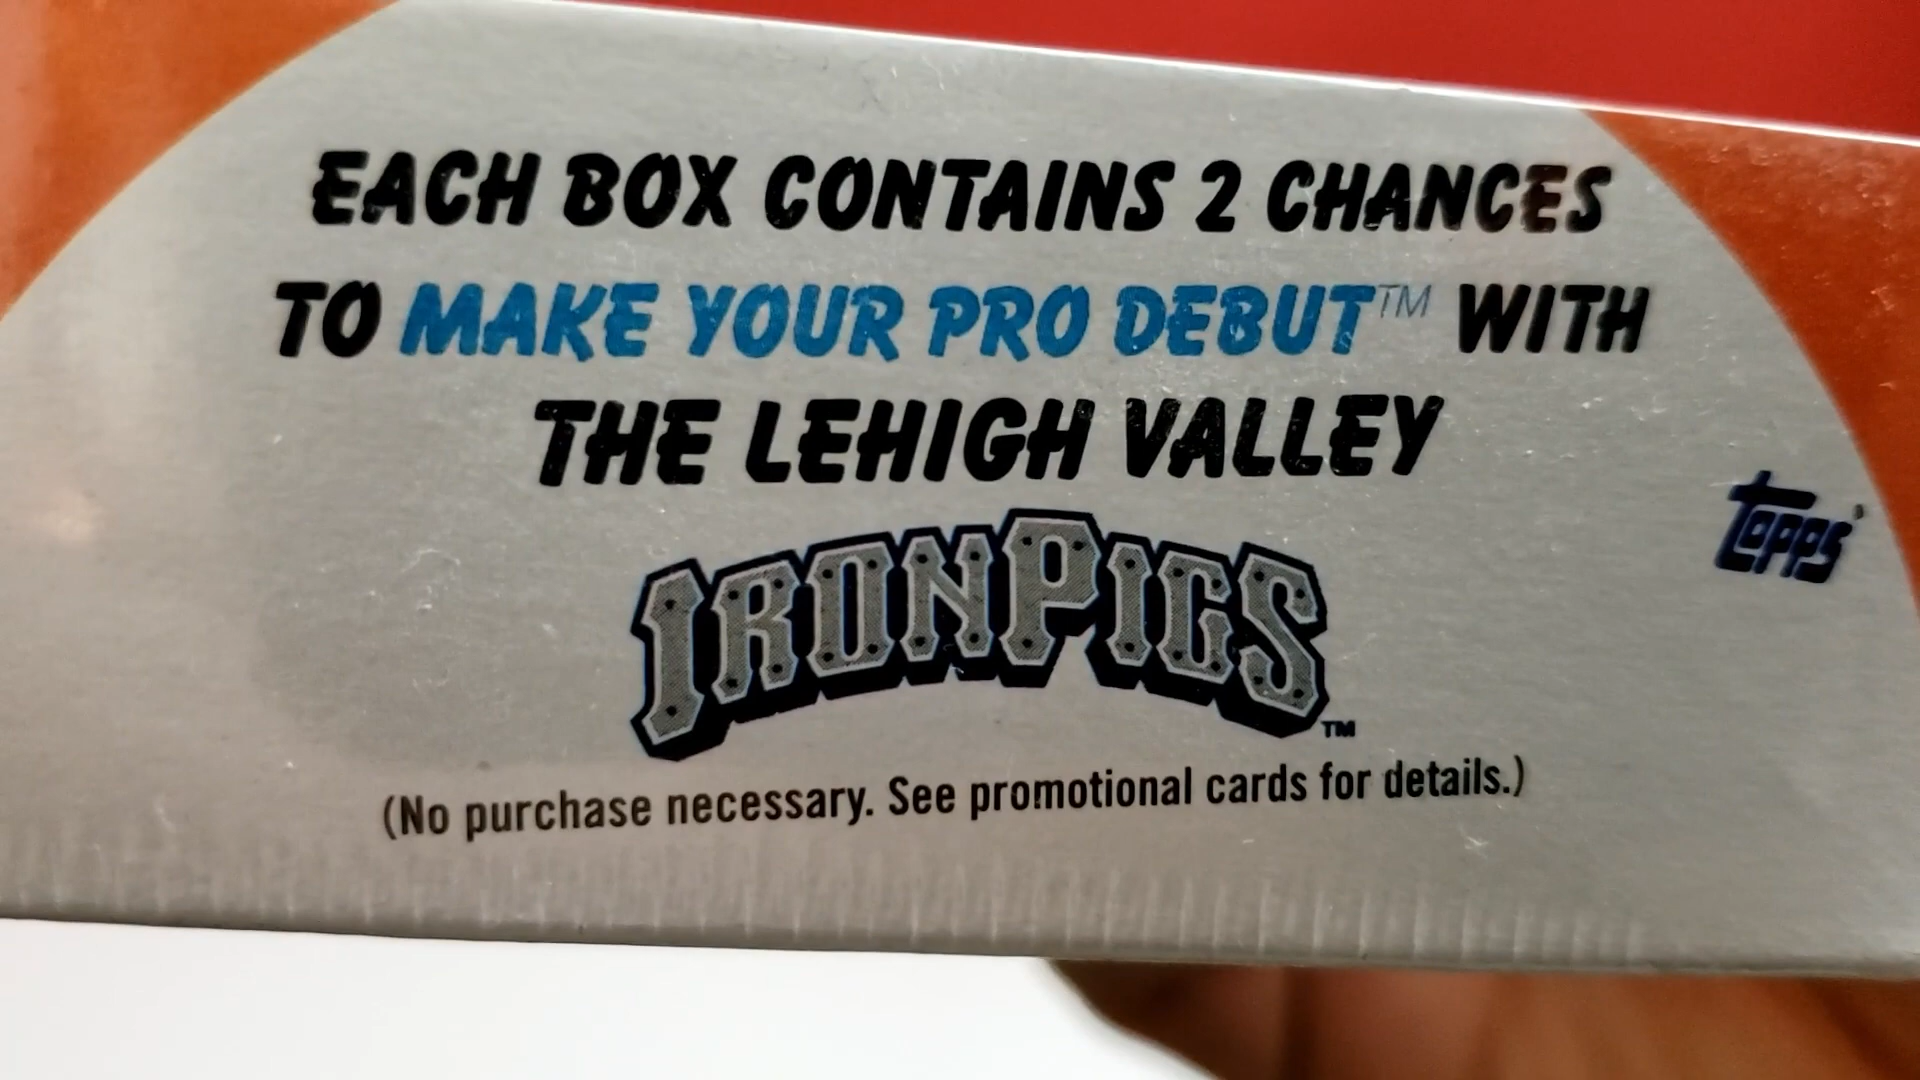 EACH BOX CONTAINS 2 CHANCES
TO MAKE YOUR PRO DEBUT™ WITH
THE LEHIGH VALLEY
IRONPIGS™
Topps®
(No purchase necessary. See promotional cards for details.)